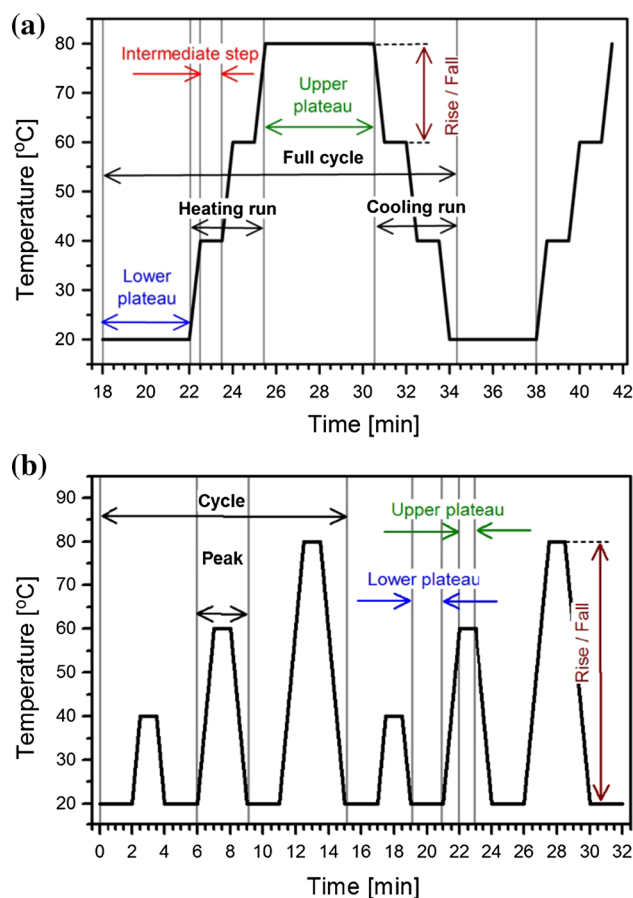 (a)
Temperature [°C]
80
70
60
50
40
30
20
Intermediate step
Upper
plateau
Rise / Fall
Full cycle
Heating run
Cooling run
Lower
plateau
18 20 22 24 26 28 30 32 34 36 38 40 42
Time [min]
(b)
Temperature [°C]
90
80
70
60
50
40
30
20
Cycle
Upper plateau
Peak
Lower plateau
Rise / Fall
0 2 4 6 8 10 12 14 16 18 20 22 24 26 28 30 32
Time [min]